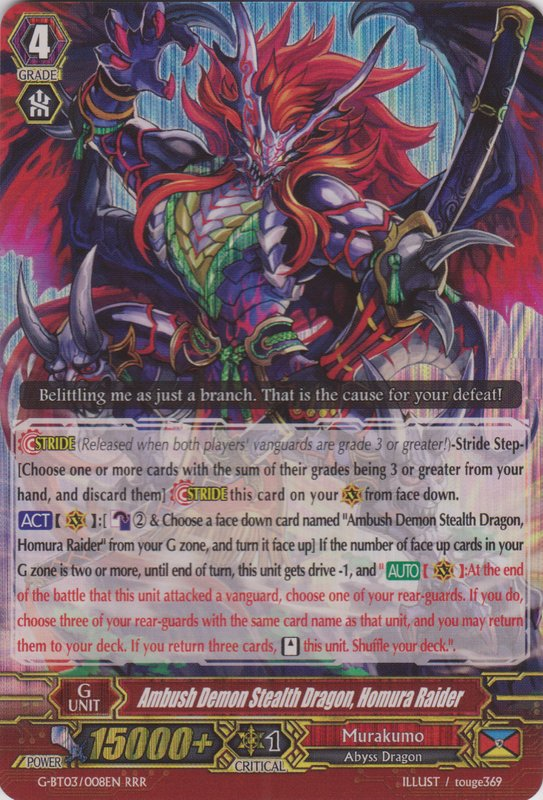 4
GRADE
Belittling me as just a branch. That is the cause for your defeat!
STRIDE (Released when both players' vanguards are grade 3 or greater!)-Stride Step-
[Choose one or more cards with the sum of their grades being 3 or greater from your
hand, and discard them] STRIDE this card on your V from face down.
ACT【V】:[② & Choose a face down card named "Ambush Demon Stealth Dragon,
Homura Raider" from your G zone, and turn it face up] If the number of face up cards in your
G zone is two or more, until end of turn, this unit gets drive -1, and "AUTO【V】:At the end
of the battle that this unit attacked a vanguard, choose one of your rear-guards. If you do,
choose three of your rear-guards with the same card name as that unit, and you may return
them to your deck. If you return three cards, this unit. Shuffle your deck.".
G
UNIT
Ambush Demon Stealth Dragon, Homura Raider
POWER
15000+
1
CRITICAL
Murakumo
Abyss Dragon
G-BT03/008EN RRR
ILLUST / touge369